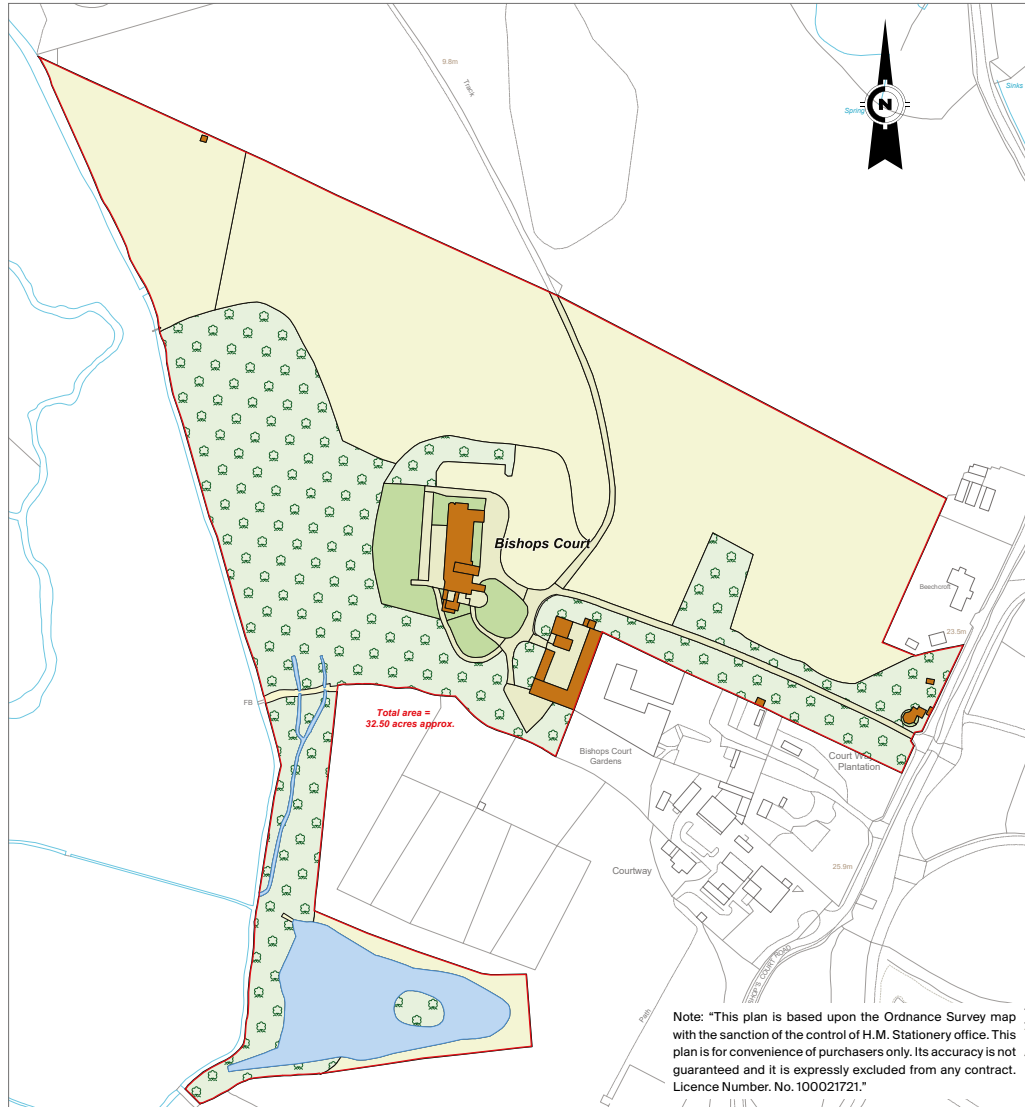 9.8m
Track
N
Spring
Sinks
Bishops Court
Beechcroft
23.5m
FB
Total area =
32.50 acres approx.
Bishops Court
Gardens
Plantation
Courtway
25.9m
Path
COURT ROAD
Note: “This plan is based upon the Ordnance Survey map
with the sanction of the control of H.M. Stationery office. This
plan is for convenience of purchasers only. Its accuracy is not
guaranteed and it is expressly excluded from any contract.
Licence Number. No. 100021721.”